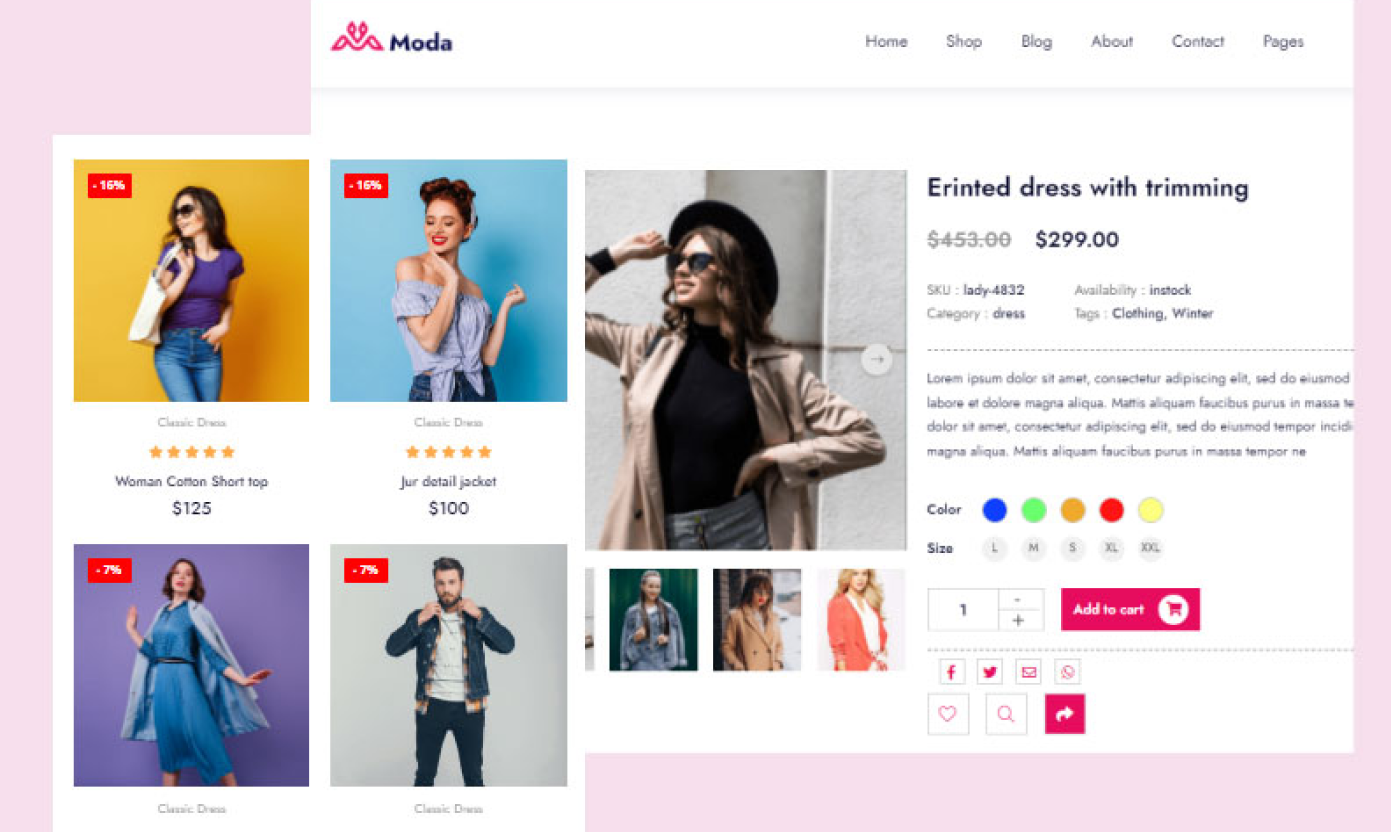 Moda
Home Shop Blog About Contact Pages
- 16%
- 16%
Classic Dress
Classic Dress
Woman Cotton Short top
Jur detail jacket
$125
$100
- 7%
- 7%
Classic Dress
Classic Dress
Erinted dress with trimming
$453.00 $299.00
SKU : lady-4832 Availability : instock
Category : dress Tags : Clothing, Winter
Lorem ipsum dolor sit amet, consectetur adipiscing elit, sed do eiusmod
labore et dolore magna aliqua. Mattis aliquam faucibus purus in massa te
dolor sit amet, consectetur adipiscing elit, sed do eiusmod tempor incidi
magna aliqua. Mattis aliquam faucibus purus in massa tempor ne
Color
Size L M S XL XXL
1 - +
Add to cart